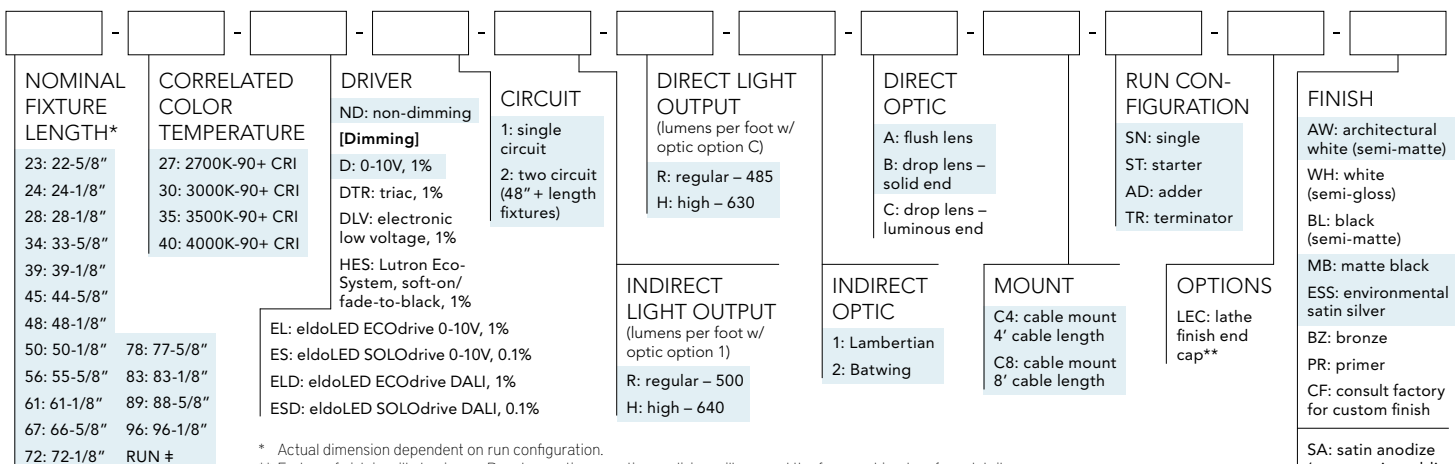 NOMINAL
FIXTURE
LENGTH*
23: 22-5/8"
24: 24-1/8"
28: 28-1/8"
34: 33-5/8"
39: 39-1/8"
45: 44-5/8"
48: 48-1/8"
50: 50-1/8"
56: 55-5/8"
61: 61-1/8"
67: 66-5/8"
72: 72-1/8"
78: 77-5/8"
83: 83-1/8"
89: 88-5/8"
96: 96-1/8"
RUN ‡
CORRELATED
COLOR
TEMPERATURE
27: 2700K-90+ CRI
30: 3000K-90+ CRI
35: 3500K-90+ CRI
40: 4000K-90+ CRI
DRIVER
ND: non-dimming
[Dimming]
D: 0-10V, 1%
DTR: triac, 1%
DLV: electronic
low voltage, 1%
HES: Lutron Eco-
System, soft-on/
fade-to-black, 1%
EL: eldoLED ECOdrive 0-10V, 1%
ES: eldoLED SOLOdrive 0-10V, 0.1%
ELD: eldoLED ECOdrive DALI, 1%
ESD: eldoLED SOLOdrive DALI, 0.1%
CIRCUIT
1: single
circuit
2: two circuit
(48"+ length
fixtures)
INDIRECT
LIGHT OUTPUT
(lumens per foot w/
optic option 1)
R: regular – 500
H: high – 640
DIRECT LIGHT
OUTPUT
(lumens per foot w/
optic option C)
R: regular – 485
H: high – 630
INDIRECT
OPTIC
1: Lambertian
2: Batwing
DIRECT
OPTIC
A: flush lens
B: drop lens –
solid end
C: drop lens –
luminous end
MOUNT
C4: cable mount
4' cable length
C8: cable mount
8' cable length
RUN CON-
FIGURATION
SN: single
ST: starter
AD: adder
TR: terminator
OPTIONS
LEC: lathe
finish end
cap**
FINISH
AW: architectural
white (semi-matte)
WH: white
(semi-gloss)
BL: black
(semi-matte)
MB: matte black
ESS: environmental
satin silver
BZ: bronze
PR: primer
CF: consult factory
for custom finish
SA: satin anodize
* Actual dimension dependent on run configuration.